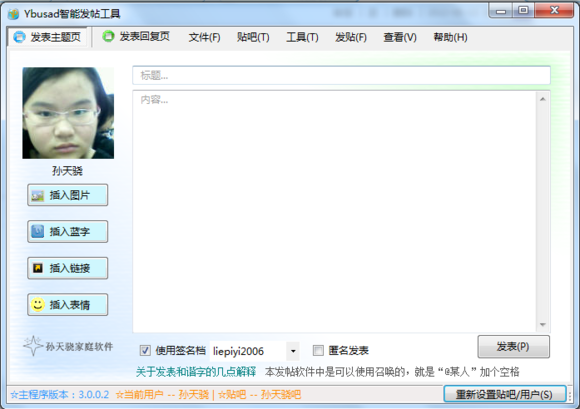 Ybusad智能发帖工具
发表主题页 发表回复页 文件(F) 贴吧(T) 工具(T) 发贴(F) 查看(V) 帮助(H)
标题...
内容...
孙天骁
插入图片
插入蓝字
插入链接
插入表情
孙天骁家庭软件
使用签名档 liepiyi2006 匿名发表 发表(P)
关于发表和谐字的几点解释 本发帖软件中是可以使用召唤的，就是“@某人”加个空格
☆主程序版本：3.0.0.2 ☆当前用户 -- 孙天骁 | ☆贴吧 -- 孙天骁吧 重新设置贴吧/用户(S)